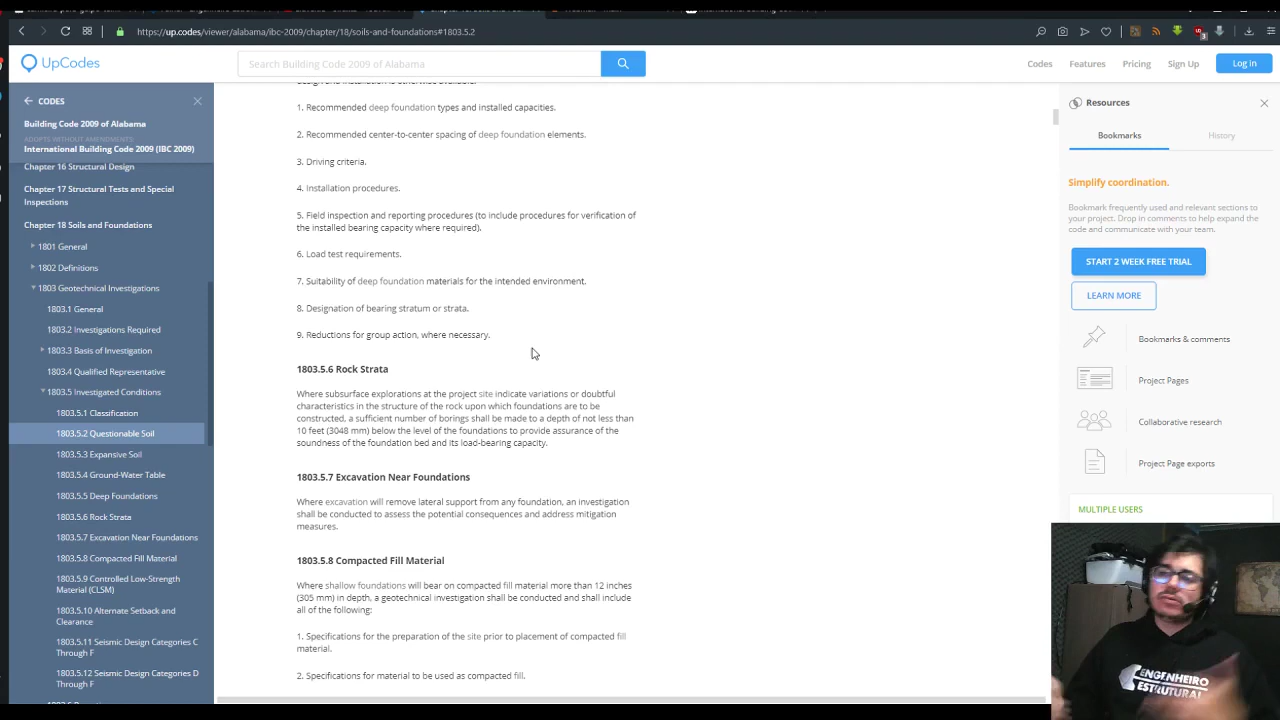 https://up.codes/viewer/alabama/ibc-2009/chapter/18/soils-and-foundations#1803.5.2
UpCodes
Search Building Code 2009 of Alabama
Codes
Features
Pricing
Sign Up
Log In
CODES
Building Code 2009 of Alabama
ADOPTS WITHOUT AMENDMENTS
International Building Code 2009 (IBC 2009)
Chapter 16 Structural Design
Chapter 17 Structural Tests and Special
Inspections
Chapter 18 Soils and Foundations
1801 General
1802 Definitions
1803 Geotechnical Investigations
1803.1 General
1803.2 Investigations Required
1803.3 Basis of Investigation
1803.4 Qualified Representative
1803.5 Investigated Conditions
1803.5.1 Classification
1803.5.2 Questionable Soil
1803.5.3 Expansive Soil
1803.5.4 Ground-Water Table
1803.5.5 Deep Foundations
1803.5.6 Rock Strata
1803.5.7 Excavation Near Foundations
1803.5.8 Compacted Fill Material
1803.5.9 Controlled Low-Strength
Material (CLSM)
1803.5.10 Alternate Setback and
Clearance
1803.5.11 Seismic Design Categories C
Through F
1803.5.12 Seismic Design Categories D
Through F
1. Recommended deep foundation types and installed capacities.
2. Recommended center-to-center spacing of deep foundation elements.
3. Driving criteria.
4. Installation procedures.
5. Field inspection and reporting procedures (to include procedures for verification of
the installed bearing capacity where required).
6. Load test requirements.
7. Suitability of deep foundation materials for the intended environment.
8. Designation of bearing stratum or strata.
9. Reductions for group action, where necessary.
1803.5.6 Rock Strata
Where subsurface explorations at the project site indicate variations or doubtful
characteristics in the structure of the rock upon which foundations are to be
constructed, a sufficient number of borings shall be made to a depth of not less than
10 feet (3048 mm) below the level of the foundations to provide assurance of the
soundness of the foundation bed and its load-bearing capacity.
1803.5.7 Excavation Near Foundations
Where excavation will remove lateral support from any foundation, an investigation
shall be conducted to assess the potential consequences and address mitigation
measures.
1803.5.8 Compacted Fill Material
Where shallow foundations will bear on compacted fill material more than 12 inches
(305 mm) in depth, a geotechnical investigation shall be conducted and shall include
all of the following:
1. Specifications for the preparation of the site prior to placement of compacted fill
material.
2. Specifications for material to be used as compacted fill.
Resources
Bookmarks
History
Simplify coordination.
Bookmark frequently used and relevant sections to
your project. Drop in comments to help expand the
code and communicate with your team.
START 2 WEEK FREE TRIAL
LEARN MORE
Bookmarks & comments
Project Pages
Collaborative research
Project Page exports
MULTIPLE USERS
ENGENHEIRO
ESTRUTURAL